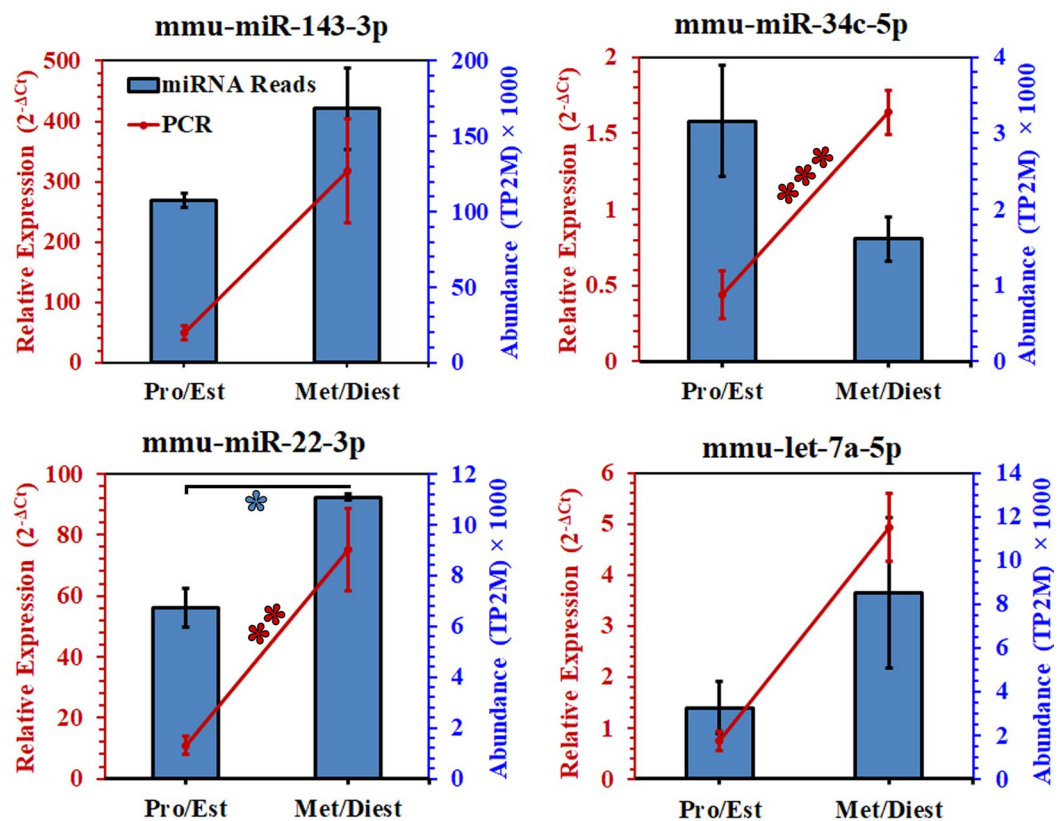 mmu-miR-143-3p
Relative Expression (2^-ΔCt)
500
400
300
200
100
0
miRNA Reads
PCR
200
150
100
50
0
Abundance (TP2M) × 1000
Pro/Est Met/Diest
mmu-miR-34c-5p
Relative Expression (2^-ΔCt)
2
1.5
1
0.5
0
4
3
2
1
0
Abundance (TP2M) × 1000
Pro/Est Met/Diest
mmu-miR-22-3p
Relative Expression (2^-ΔCt)
100
80
60
40
20
0
12
10
8
6
4
2
0
Abundance (TP2M) × 1000
Pro/Est Met/Diest
mmu-let-7a-5p
Relative Expression (2^-ΔCt)
6
5
4
3
2
1
0
14
12
10
8
6
4
2
0
Abundance (TP2M) × 1000
Pro/Est Met/Diest